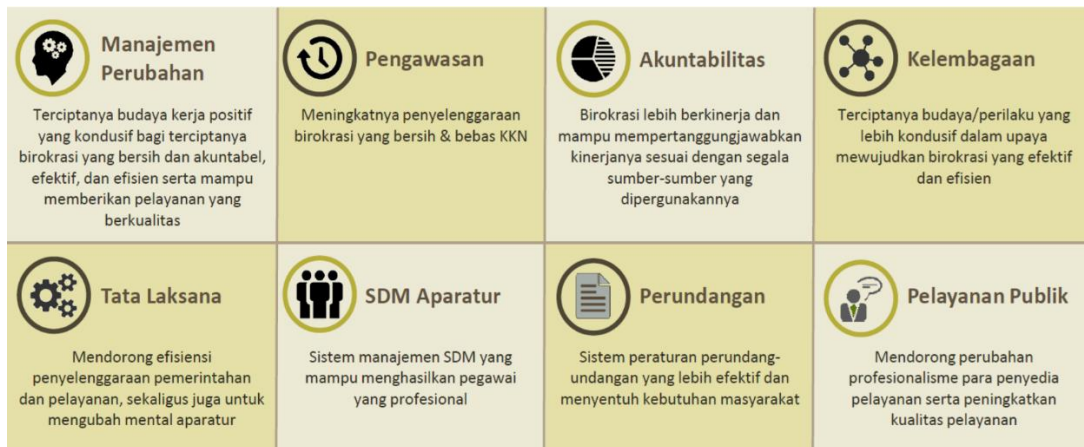 Manajemen
Perubahan
Terciptanya budaya kerja positif
yang kondusif bagi terciptanya
birokrasi yang bersih dan akuntabel,
efektif, dan efisien serta mampu
memberikan pelayanan yang
berkualitas
Pengawasan
Meningkatnya penyelenggaraan
birokrasi yang bersih & bebas KKN
Akuntabilitas
Birokrasi lebih berkinerja dan
mampu mempertanggungjawabkan
kinerjanya sesuai dengan segala
sumber-sumber yang
dipergunakannya
Kelembagaan
Terciptanya budaya/perilaku yang
lebih kondusif dalam upaya
mewujudkan birokrasi yang efektif
dan efisien
Tata Laksana
Mendorong efisiensi
penyelenggaraan pemerintahan
dan pelayanan, sekaligus juga untuk
mengubah mental aparatur
SDM Aparatur
Sistem manajemen SDM yang
mampu menghasilkan pegawai
yang profesional
Perundangan
Sistem peraturan perundang-
undangan yang lebih efektif dan
menyentuh kebutuhan masyarakat
Pelayanan Publik
Mendorong perubahan
profesionalisme para penyedia
pelayanan serta peningkatkan
kualitas pelayanan